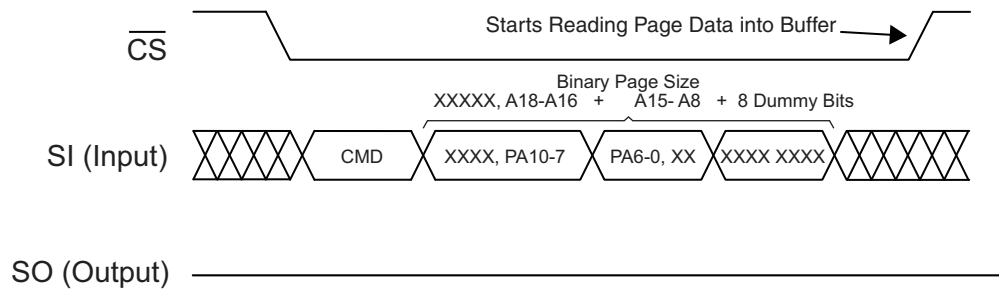 Starts Reading Page Data into Buffer
CS
Binary Page Size
XXXXX, A18-A16 + A15- A8 + 8 Dummy Bits
SI (Input)
CMD
XXXX, PA10-7
PA6-0, XX
XXXX XXXX
SO (Output)